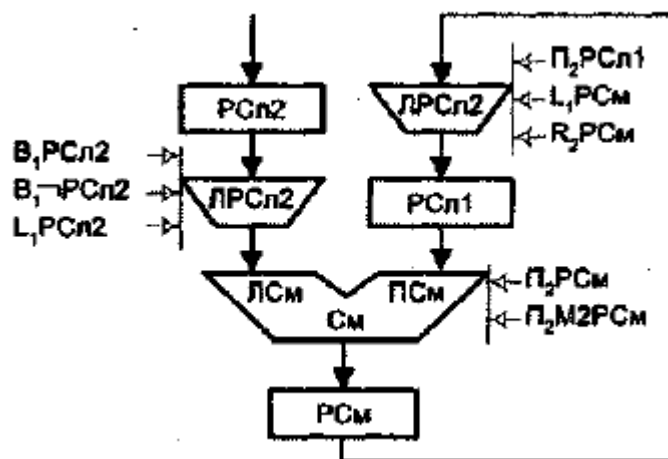 П₂РСл1
РСл2
ЛРСл2
L₁РСм
R₂РСм
В₁РСл2
В₁¬РСл2
ЛРСл2
РСл1
L₁РСл2
ЛСм
ПСм
П₂РСм
См
П₂М2РСм
РСм